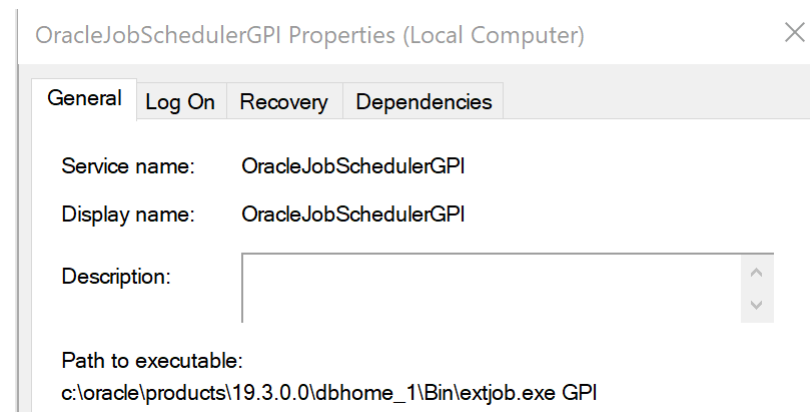 OracleJobSchedulerGPI Properties (Local Computer)
General Log On Recovery Dependencies
Service name: OracleJobSchedulerGPI
Display name: OracleJobSchedulerGPI
Description:
Path to executable:
c:\oracle\products\19.3.0.0\dbhome_1\Bin\extjob.exe GPI